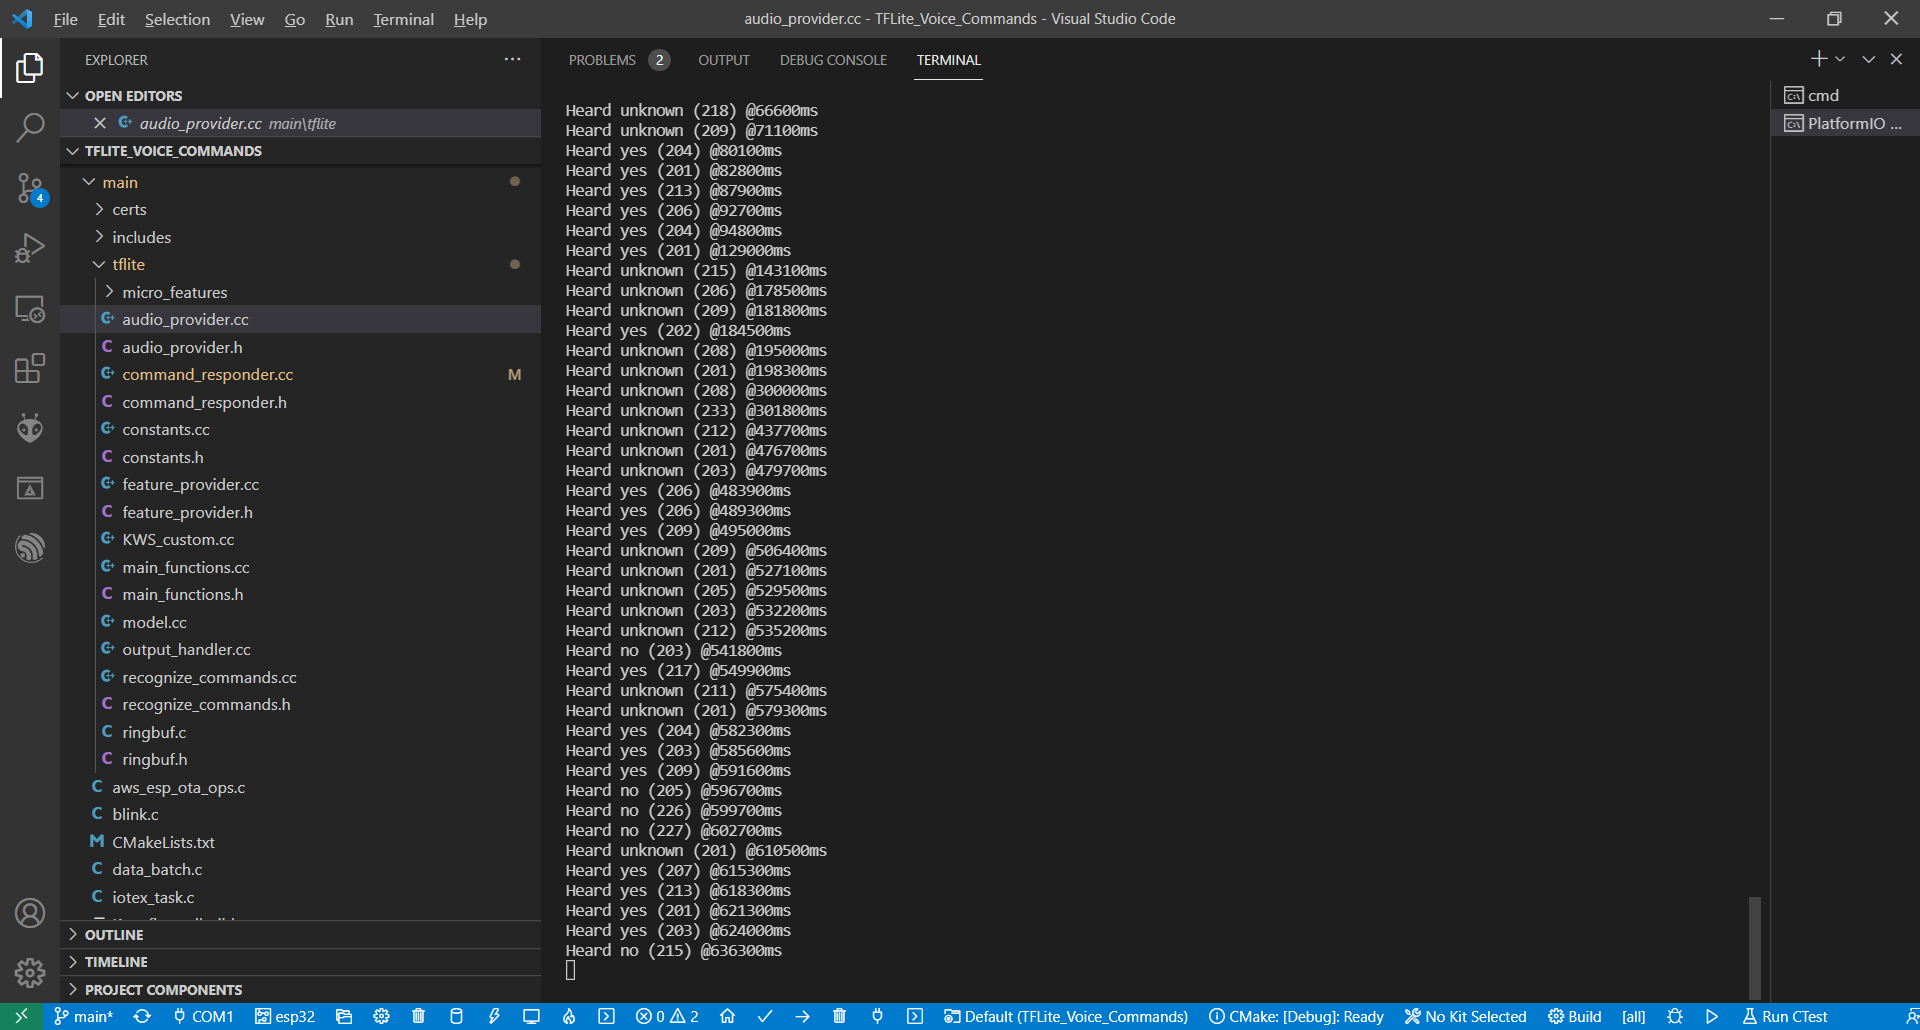 File Edit Selection View Go Run Terminal Help
audio_provider.cc - TFLite_Voice_Commands - Visual Studio Code
EXPLORER
OPEN EDITORS
audio_provider.cc main\tflite
TFLITE_VOICE_COMMANDS
main
certs
includes
tflite
micro_features
audio_provider.cc
audio_provider.h
command_responder.cc M
command_responder.h
constants.cc
constants.h
feature_provider.cc
feature_provider.h
KWS_custom.cc
main_functions.cc
main_functions.h
model.cc
output_handler.cc
recognize_commands.cc
recognize_commands.h
ringbuf.c
ringbuf.h
aws_esp_ota_ops.c
blink.c
CMakeLists.txt
data_batch.c
iotex_task.c
OUTLINE
TIMELINE
PROJECT COMPONENTS
4
PROBLEMS 2 OUTPUT DEBUG CONSOLE TERMINAL
Heard unknown (218) @66600ms
Heard unknown (209) @71100ms
Heard yes (204) @80100ms
Heard yes (201) @82800ms
Heard yes (213) @87900ms
Heard yes (206) @92700ms
Heard yes (204) @94800ms
Heard yes (201) @129000ms
Heard unknown (215) @143100ms
Heard unknown (206) @178500ms
Heard unknown (209) @181800ms
Heard yes (202) @184500ms
Heard unknown (208) @195000ms
Heard unknown (201) @198300ms
Heard unknown (208) @300000ms
Heard unknown (233) @301800ms
Heard unknown (212) @437700ms
Heard unknown (201) @476700ms
Heard unknown (203) @479700ms
Heard yes (206) @483900ms
Heard yes (206) @489300ms
Heard yes (209) @495000ms
Heard unknown (209) @506400ms
Heard unknown (201) @527100ms
Heard unknown (205) @529500ms
Heard unknown (203) @532200ms
Heard unknown (212) @535200ms
Heard no (203) @541800ms
Heard yes (217) @549900ms
Heard unknown (211) @575400ms
Heard unknown (201) @579300ms
Heard yes (204) @582300ms
Heard yes (203) @585600ms
Heard yes (209) @591600ms
Heard no (205) @596700ms
Heard no (226) @599700ms
Heard no (227) @602700ms
Heard unknown (201) @610500ms
Heard yes (207) @615300ms
Heard yes (213) @618300ms
Heard yes (201) @621300ms
Heard yes (203) @624000ms
Heard no (215) @636300ms
cmd
PlatformIO ...
main* COM1 esp32 0 2 Default (TFLite_Voice_Commands) CMake: [Debug]: Ready No Kit Selected Build [all] Run CTest